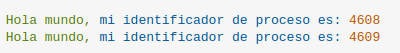 Hola mundo, mi identificador de proceso es: 4608
Hola mundo, mi identificador de proceso es: 4609